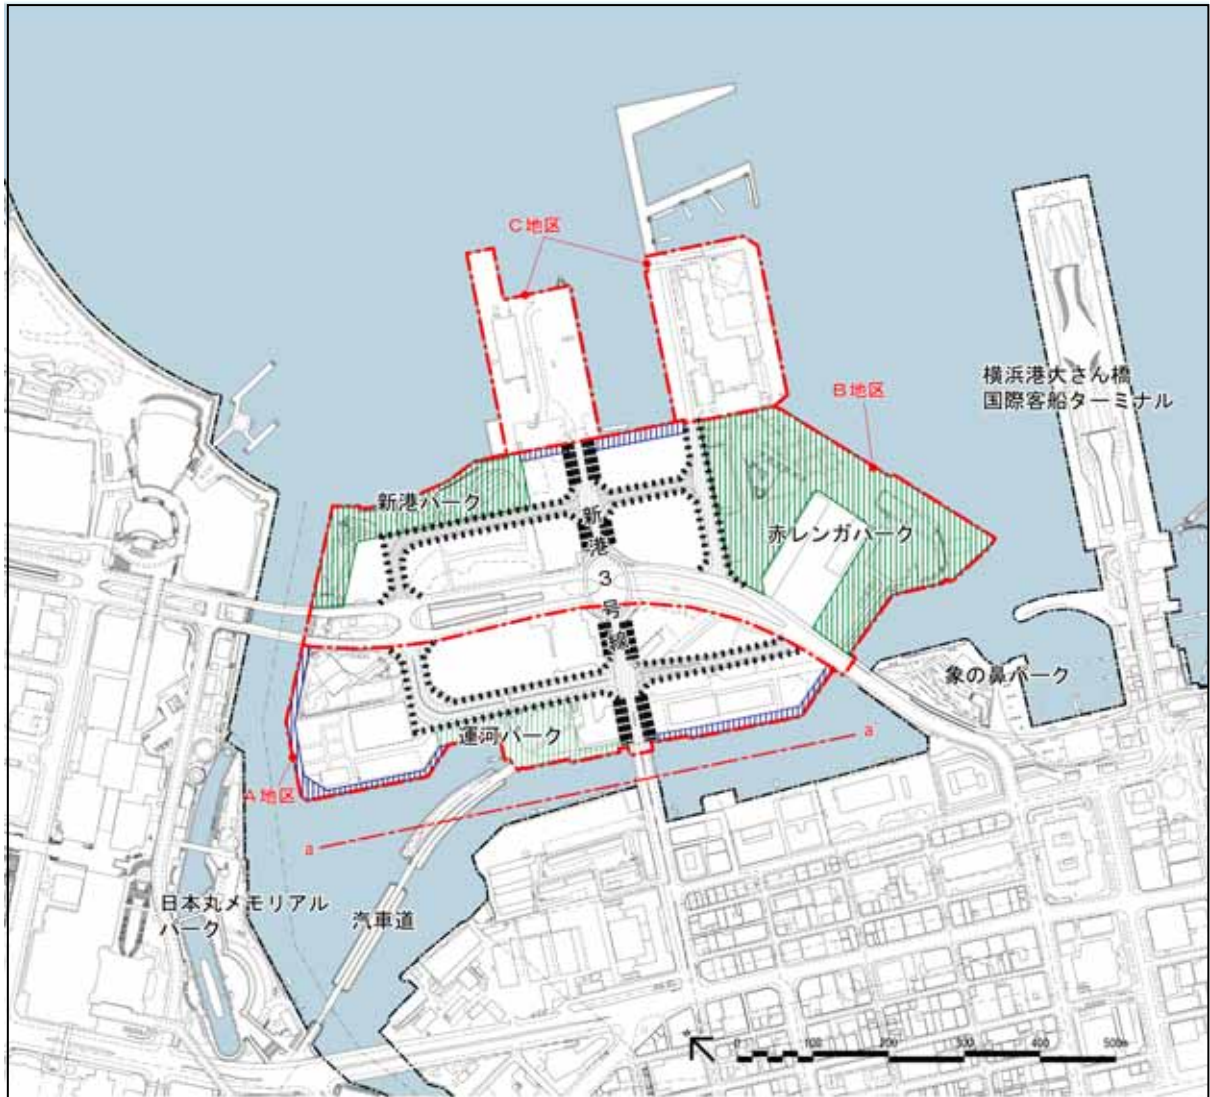 C地区
B地区
横浜港大さん橋
国際客船ターミナル
新港パーク
赤レンガパーク
新港3号線
象の鼻パーク
運河パーク
a'
A地区
a
日本丸メモリアル
パーク
汽車道
0 100 200 300 400 500m